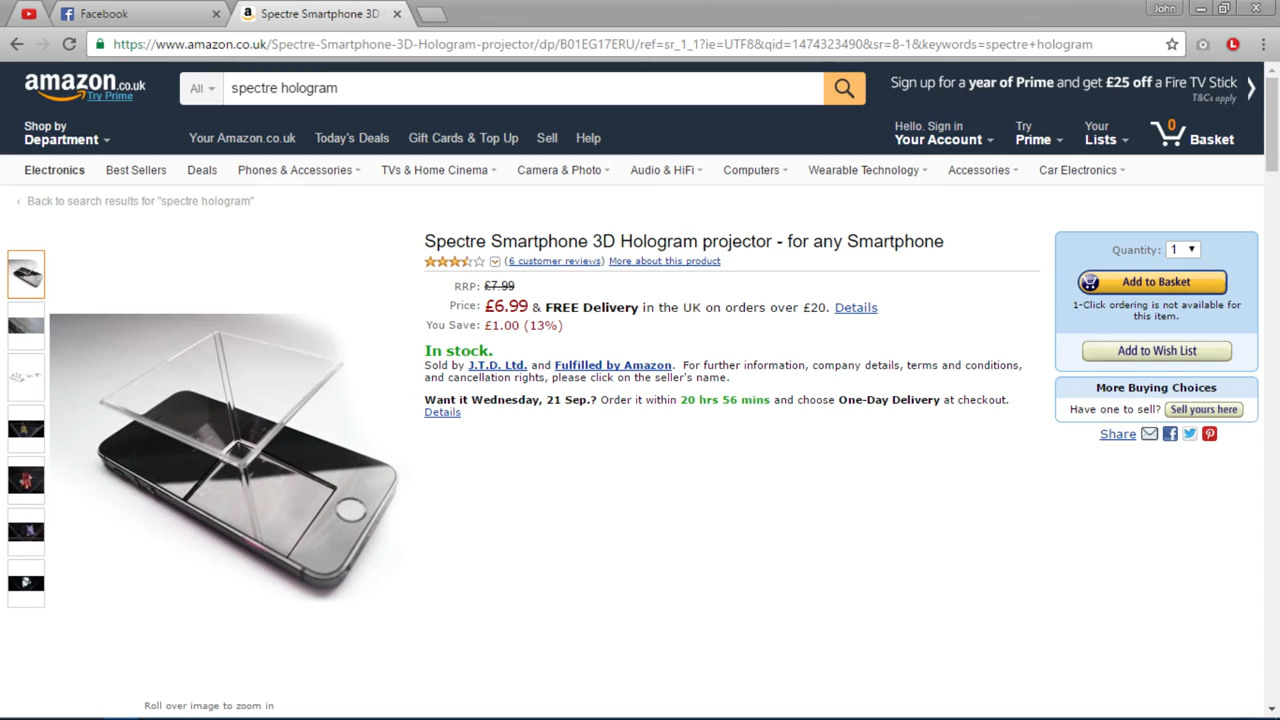 Facebook
Spectre Smartphone 3D
John
https://www.amazon.co.uk/Spectre-Smartphone-3D-Hologram-projector/dp/B01EG17ERU/ref=sr_1_1?ie=UTF8&qid=1474323490&sr=8-1&keywords=spectre+hologram
amazon.co.uk
Try Prime
All
spectre hologram
Sign up for a year of Prime and get £25 off a Fire TV Stick
T&Cs apply
Shop by
Department
Your Amazon.co.uk
Today's Deals
Gift Cards & Top Up
Sell
Help
Hello. Sign in
Your Account
Try
Prime
Your
Lists
0
Basket
Electronics
Best Sellers
Deals
Phones & Accessories
TVs & Home Cinema
Camera & Photo
Audio & HiFi
Computers
Wearable Technology
Accessories
Car Electronics
‹ Back to search results for "spectre hologram"
Spectre Smartphone 3D Hologram projector - for any Smartphone
(6 customer reviews) More about this product
RRP: £7.99
Price: £6.99 & FREE Delivery in the UK on orders over £20. Details
You Save: £1.00 (13%)
In stock.
Sold by J.T.D. Ltd. and Fulfilled by Amazon. For further information, company details, terms and conditions,
and cancellation rights, please click on the seller's name.
Want it Wednesday, 21 Sep.? Order it within 20 hrs 56 mins and choose One-Day Delivery at checkout.
Details
Quantity: 1
Add to Basket
1-Click ordering is not available for
this item.
Add to Wish List
More Buying Choices
Have one to sell? Sell yours here
Share
Roll over image to zoom in